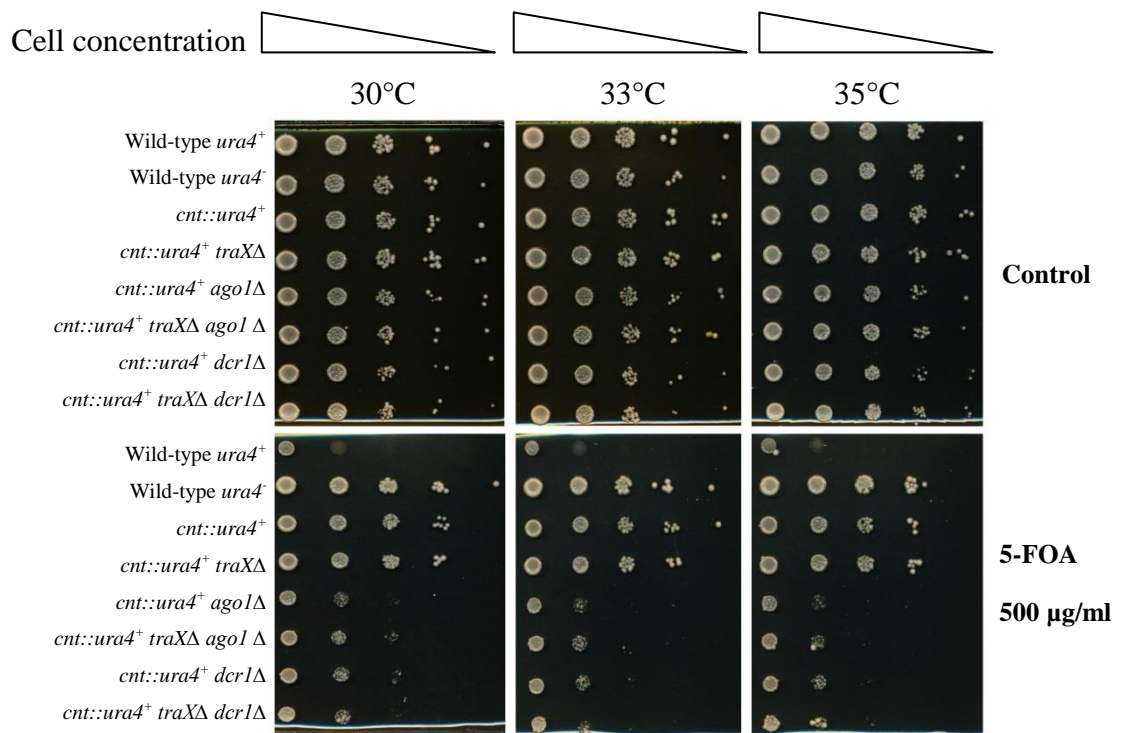 Cell concentration
30°C 33°C 35°C
Wild-type ura4⁺
Wild-type ura4⁻
cnt::ura4⁺
cnt::ura4⁺ traXΔ
cnt::ura4⁺ ago1Δ
cnt::ura4⁺ traXΔ ago1 Δ
cnt::ura4⁺ dcr1Δ
cnt::ura4⁺ traXΔ dcr1Δ
Control
Wild-type ura4⁺
Wild-type ura4⁻
cnt::ura4⁺
cnt::ura4⁺ traXΔ
cnt::ura4⁺ ago1Δ
cnt::ura4⁺ traXΔ ago1 Δ
cnt::ura4⁺ dcr1Δ
cnt::ura4⁺ traXΔ dcr1Δ
5-FOA
500 µg/ml